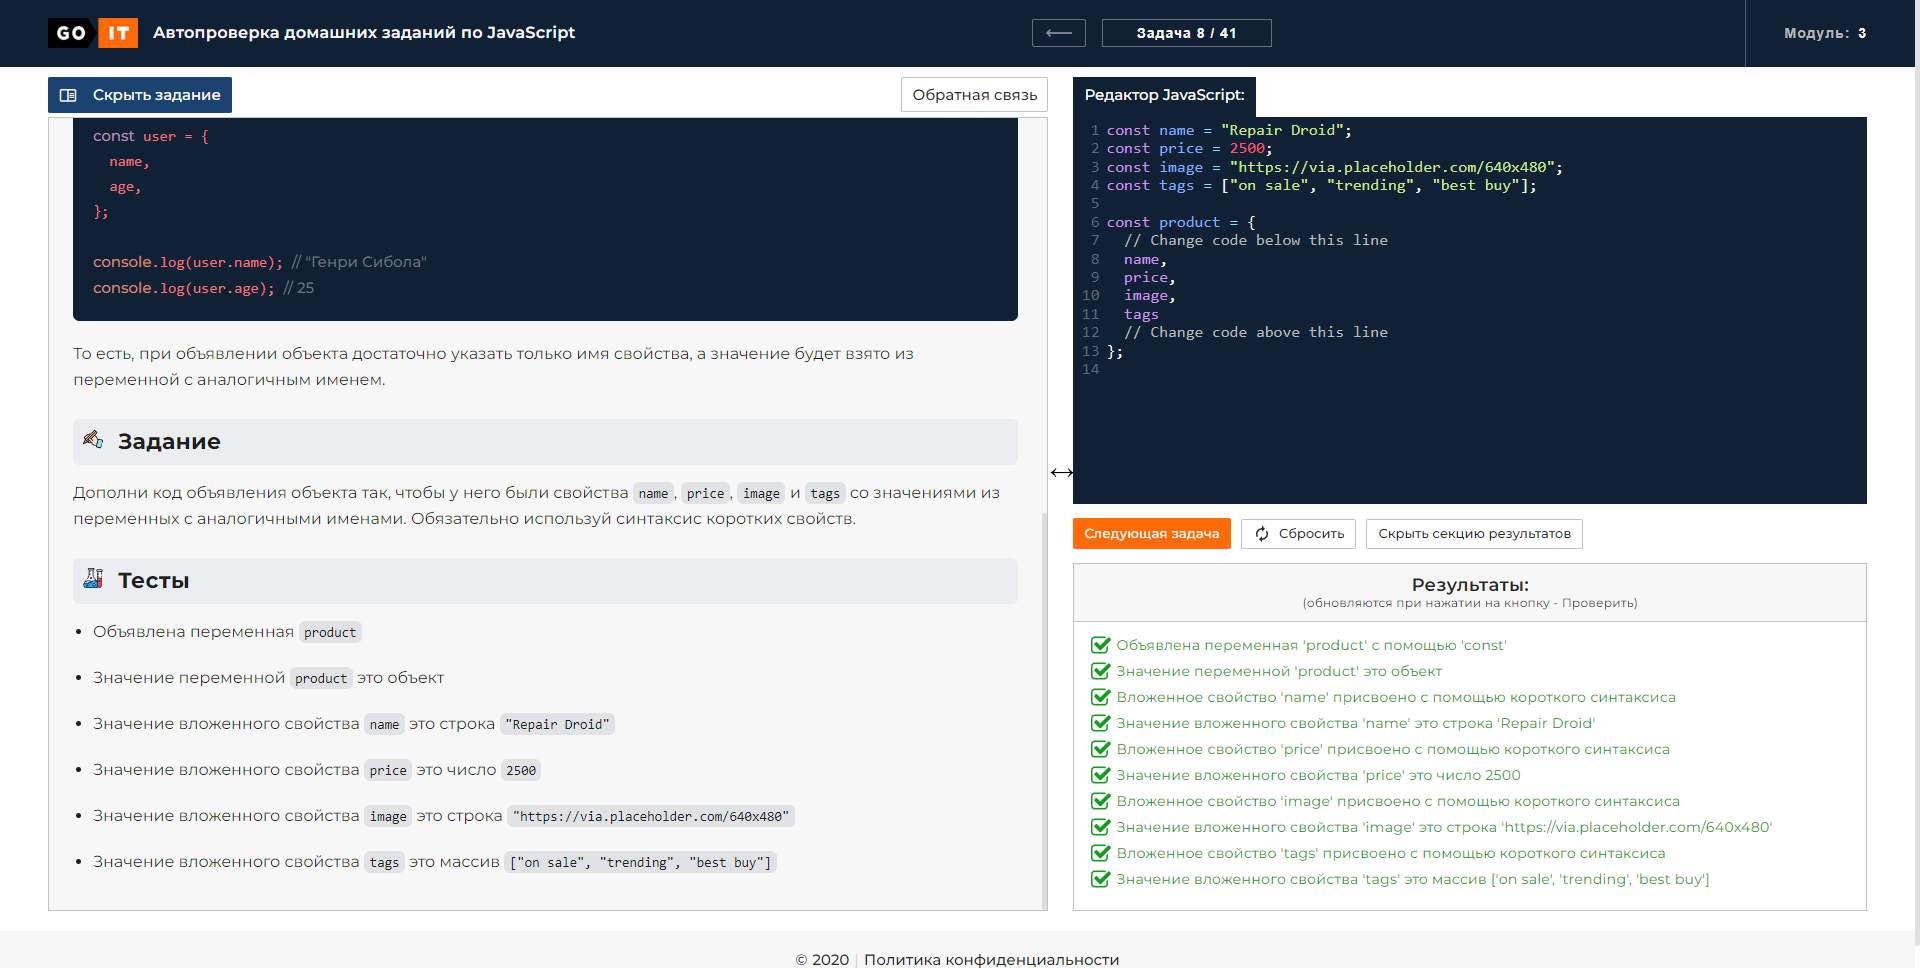 GO IT
Автопроверка домашних заданий по JavaScript
Задача 8 / 41
Модуль: 3
Скрыть задание
Обратная связь
const user = {
name,
age,
};
console.log(user.name); // "Генри Сибола"
console.log(user.age); // 25
То есть, при объявлении объекта достаточно указать только имя свойства, а значение будет взято из
переменной с аналогичным именем.
Задание
Дополни код объявления объекта так, чтобы у него были свойства name, price, image и tags со значениями из
переменных с аналогичными именами. Обязательно используй синтаксис коротких свойств.
Тесты
• Объявлена переменная product
• Значение переменной product это объект
• Значение вложенного свойства name это строка "Repair Droid"
• Значение вложенного свойства price это число 2500
• Значение вложенного свойства image это строка "https://via.placeholder.com/640x480"
• Значение вложенного свойства tags это массив ["on sale", "trending", "best buy"]
Редактор JavaScript:
1 const name = "Repair Droid";
2 const price = 2500;
3 const image = "https://via.placeholder.com/640x480";
4 const tags = ["on sale", "trending", "best buy"];
5
6 const product = {
7 // Change code below this line
8 name,
9 price,
10 image,
11 tags
12 // Change code above this line
13 };
14
Следующая задача
Сбросить
Скрыть секцию результатов
Результаты:
(обновляются при нажатии на кнопку - Проверить)
Объявлена переменная 'product' с помощью 'const'
Значение переменной 'product' это объект
Вложенное свойство 'name' присвоено с помощью короткого синтаксиса
Значение вложенного свойства 'name' это строка 'Repair Droid'
Вложенное свойство 'price' присвоено с помощью короткого синтаксиса
Значение вложенного свойства 'price' это число 2500
Вложенное свойство 'image' присвоено с помощью короткого синтаксиса
Значение вложенного свойства 'image' это строка 'https://via.placeholder.com/640x480'
Вложенное свойство 'tags' присвоено с помощью короткого синтаксиса
Значение вложенного свойства 'tags' это массив ['on sale', 'trending', 'best buy']
© 2020 | Политика конфиденциальности